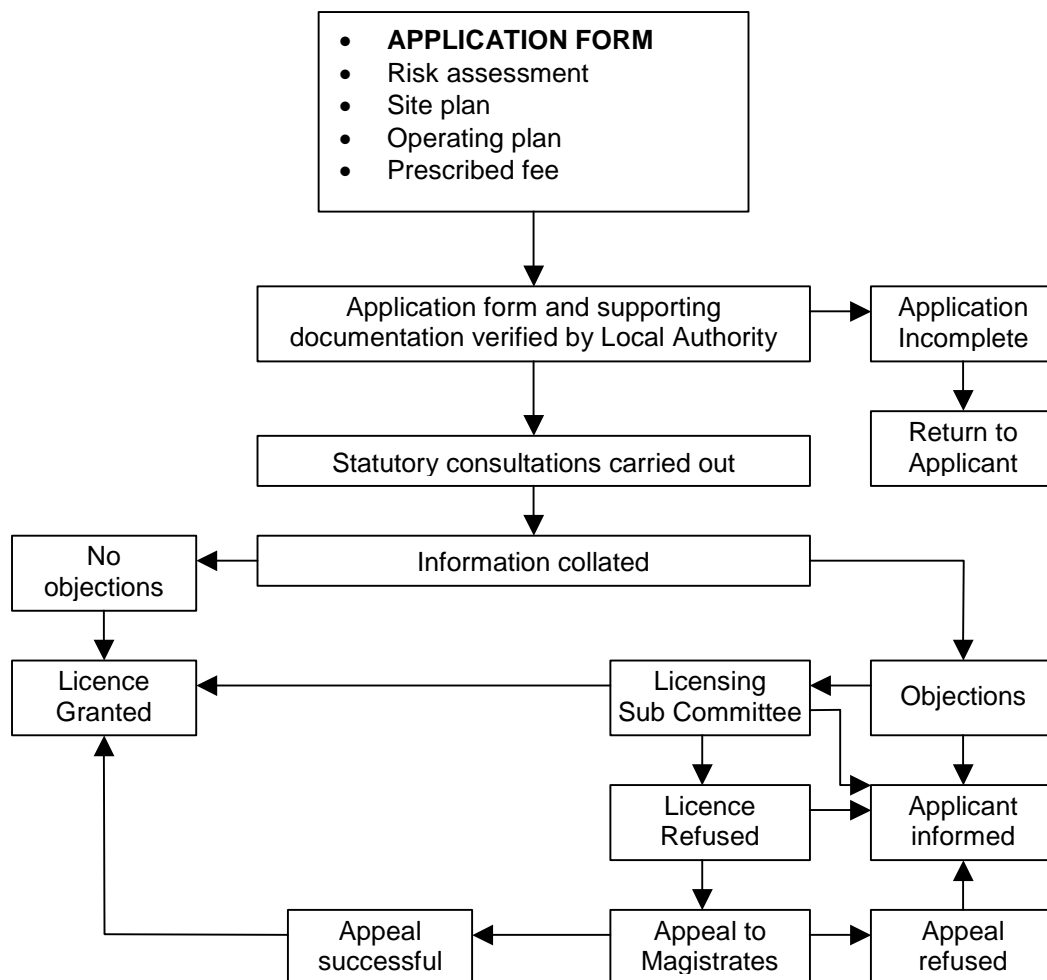 • APPLICATION FORM
• Risk assessment
• Site plan
• Operating plan
• Prescribed fee
Application form and supporting
documentation verified by Local Authority
Application
Incomplete
Return to
Applicant
Statutory consultations carried out
Information collated
No
objections
Licence
Granted
Licensing
Sub Committee
Objections
Licence
Refused
Applicant
informed
Appeal
successful
Appeal to
Magistrates
Appeal
refused